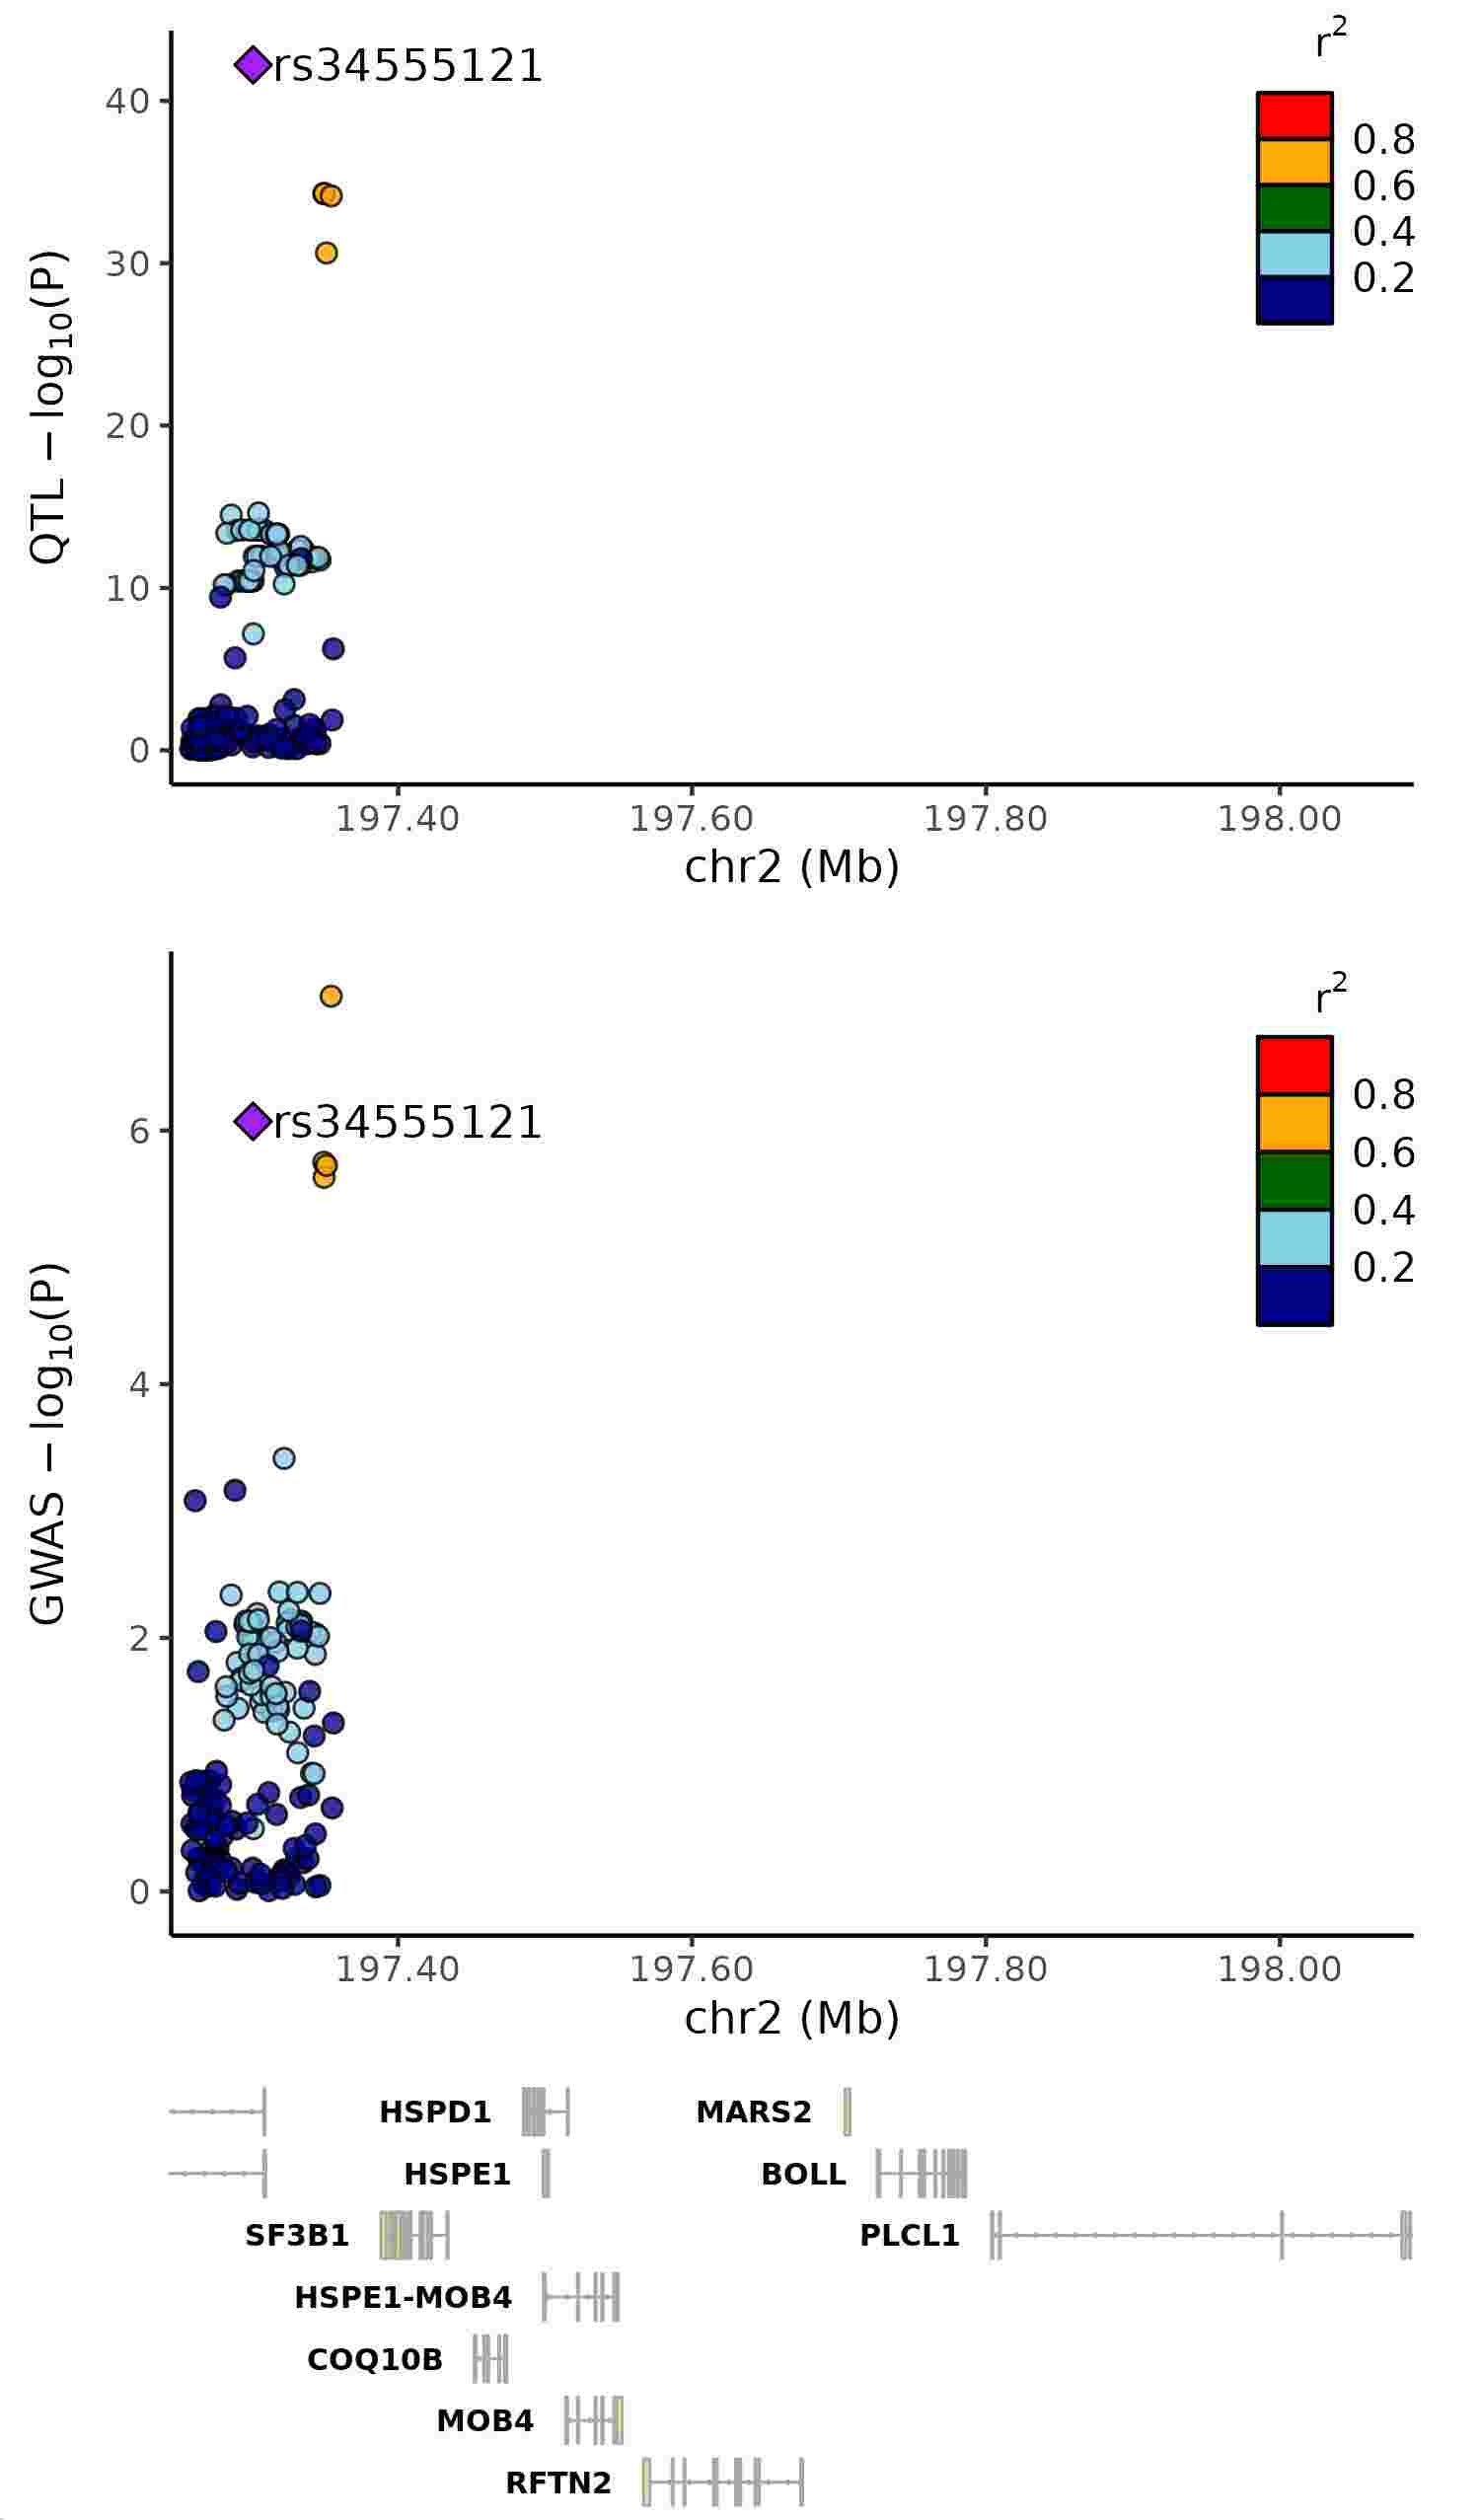 r2
rs34555121
40
30
20
10
0
0.8
0.6
0.4
0.2
QTL −log10(P)
197.40 197.60 197.80 198.00
chr2 (Mb)
r2
rs34555121
6
4
2
0
0.8
0.6
0.4
0.2
GWAS −log10(P)
197.40 197.60 197.80 198.00
chr2 (Mb)
HSPD1 MARS2
HSPE1 BOLL
SF3B1 PLCL1
HSPE1-MOB4
COQ10B
MOB4
RFTN2